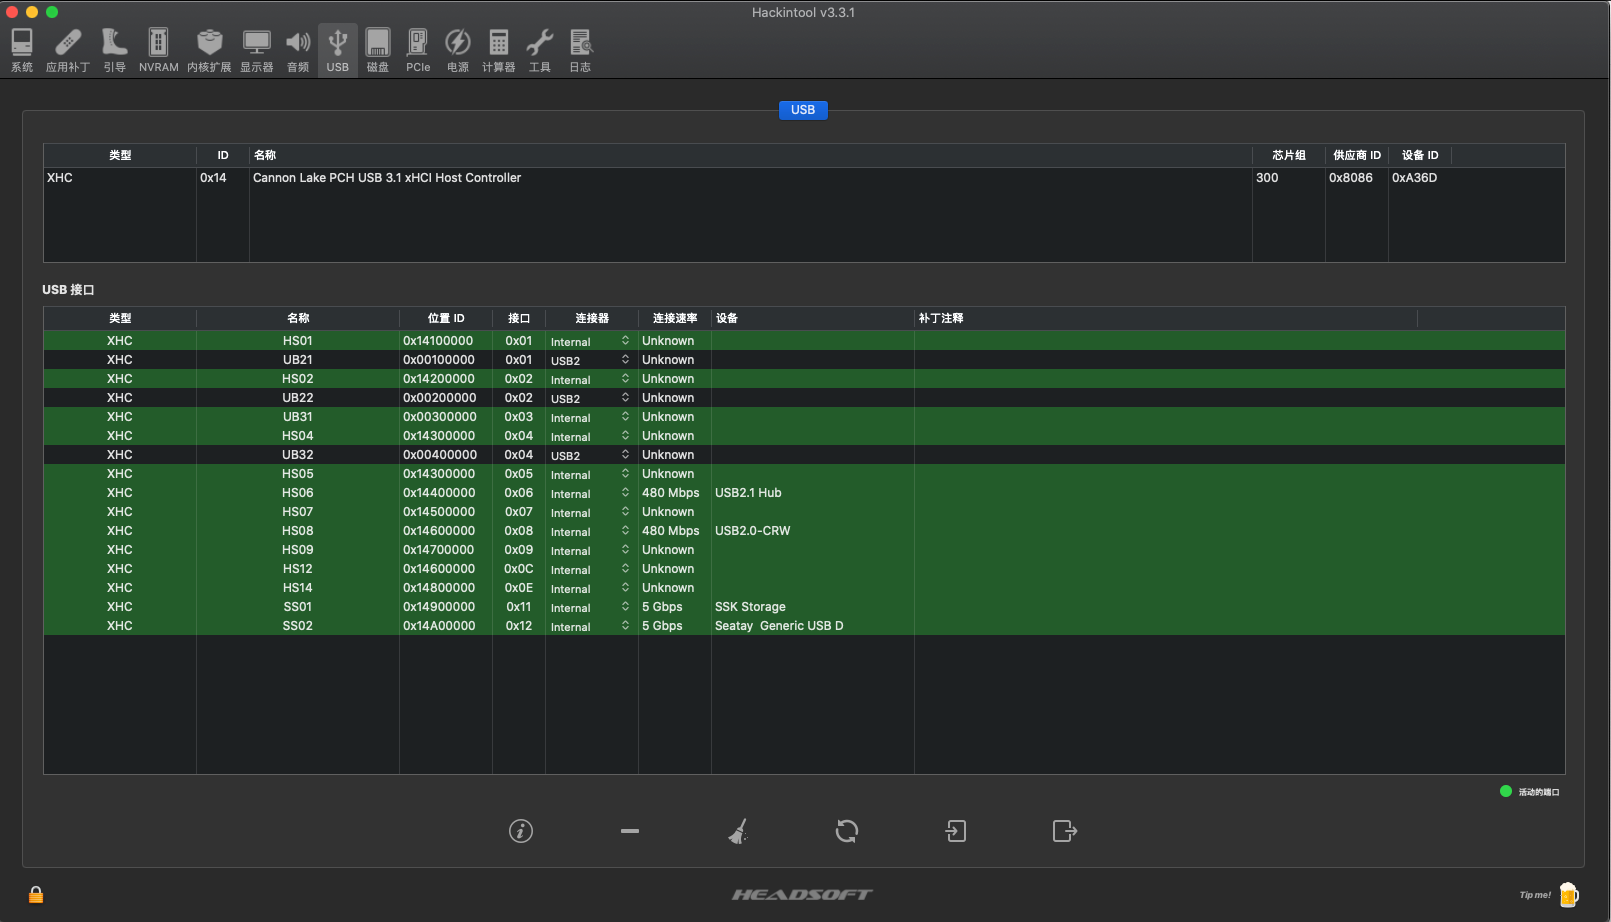 Hackintool v3.3.1
系统 应用补丁 引导 NVRAM 内核扩展 显示器 音频 USB 磁盘 PCIe 电源 计算器 工具 日志
USB
类型 ID 名称 芯片组 供应商 ID 设备 ID
XHC 0x14 Cannon Lake PCH USB 3.1 xHCI Host Controller 300 0x8086 0xA36D
USB 接口
类型 名称 位置 ID 接口 连接器 连接速率 设备 补丁注释
XHC HS01 0x14100000 0x01 Internal Unknown
XHC UB21 0x00100000 0x01 USB2 Unknown
XHC HS02 0x14200000 0x02 Internal Unknown
XHC UB22 0x00200000 0x02 USB2 Unknown
XHC UB31 0x00300000 0x03 Internal Unknown
XHC HS04 0x14300000 0x04 Internal Unknown
XHC UB32 0x00400000 0x04 USB2 Unknown
XHC HS05 0x14300000 0x05 Internal Unknown
XHC HS06 0x14400000 0x06 Internal 480 Mbps USB2.1 Hub
XHC HS07 0x14500000 0x07 Internal Unknown
XHC HS08 0x14600000 0x08 Internal 480 Mbps USB2.0-CRW
XHC HS09 0x14700000 0x09 Internal Unknown
XHC HS12 0x14600000 0x0C Internal Unknown
XHC HS14 0x14800000 0x0E Internal Unknown
XHC SS01 0x14900000 0x11 Internal 5 Gbps SSK Storage
XHC SS02 0x14A00000 0x12 Internal 5 Gbps Seatay  Generic USB D
活动的端口
HEADSOFT
Tip me!